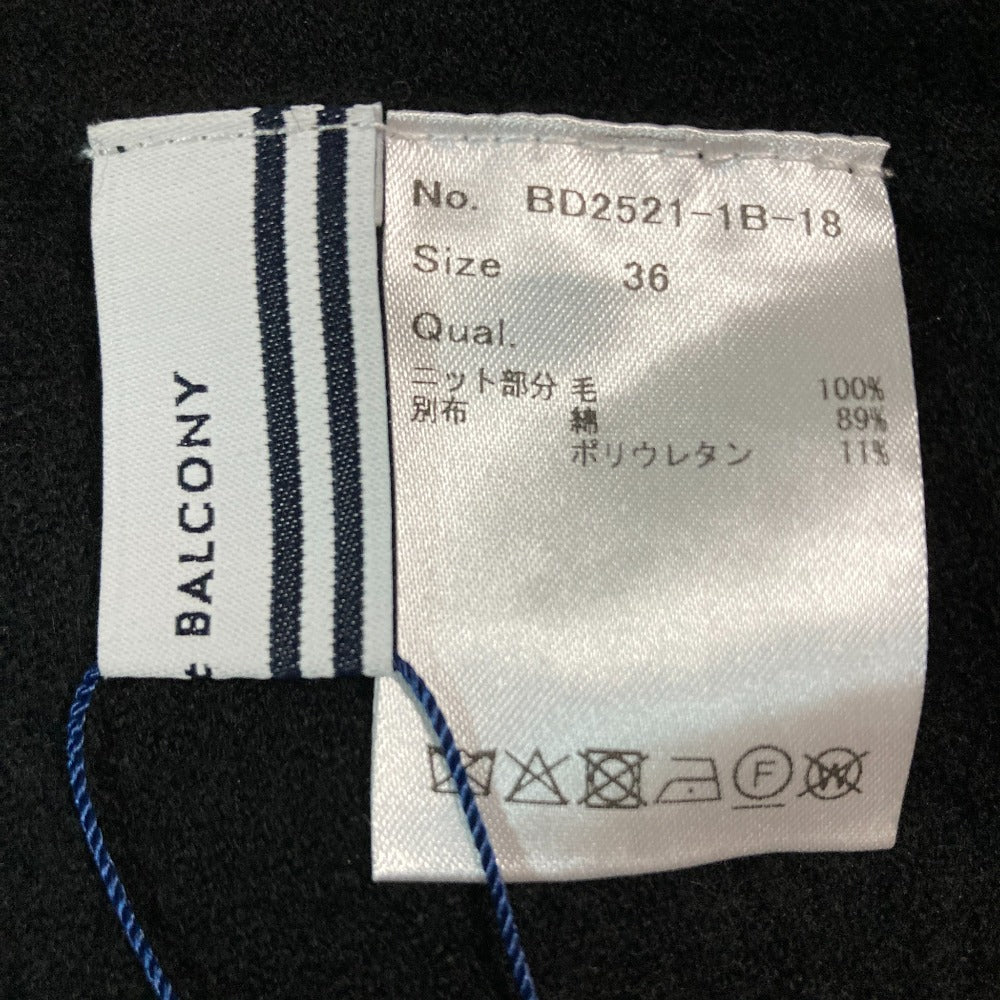 BALCONY
No. BD2521-1B-18
Size 36
Qual.
ニット部分 毛 100%
別布 綿 89%
ポリウレタン 11%
F
W